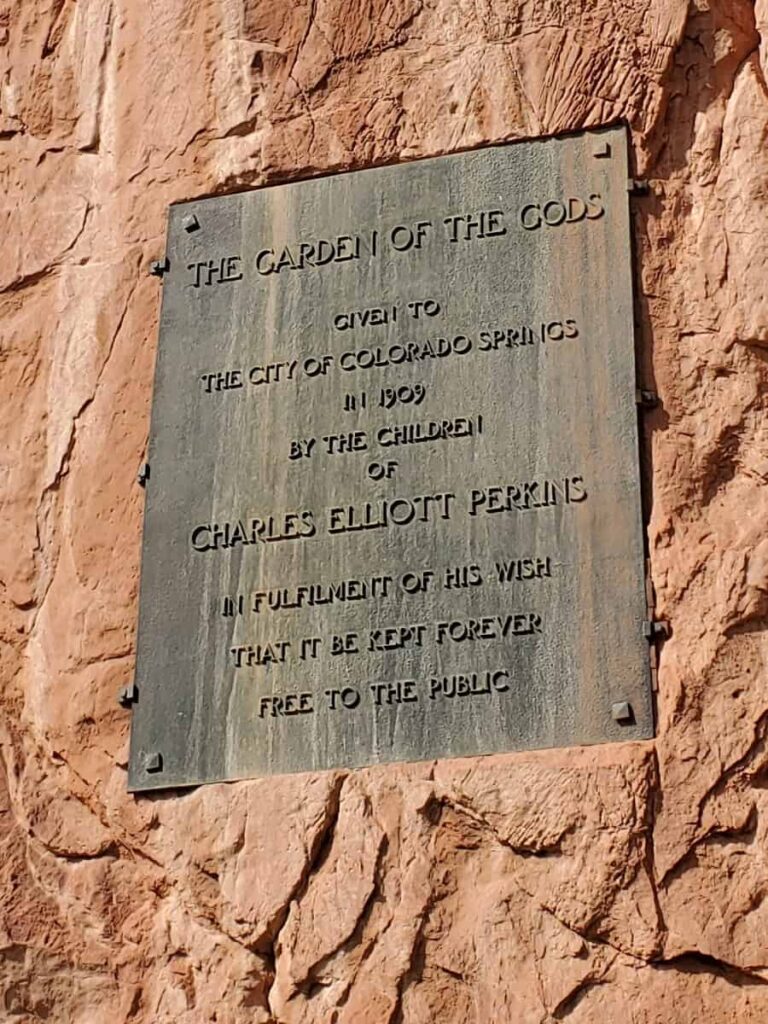 THE GARDEN OF THE GODS
GIVEN TO
THE CITY OF COLORADO SPRINGS
IN 1909
BY THE CHILDREN
OF
CHARLES ELLIOTT PERKINS
IN FULFILMENT OF HIS WISH
THAT IT BE KEPT FOREVER
FREE TO THE PUBLIC